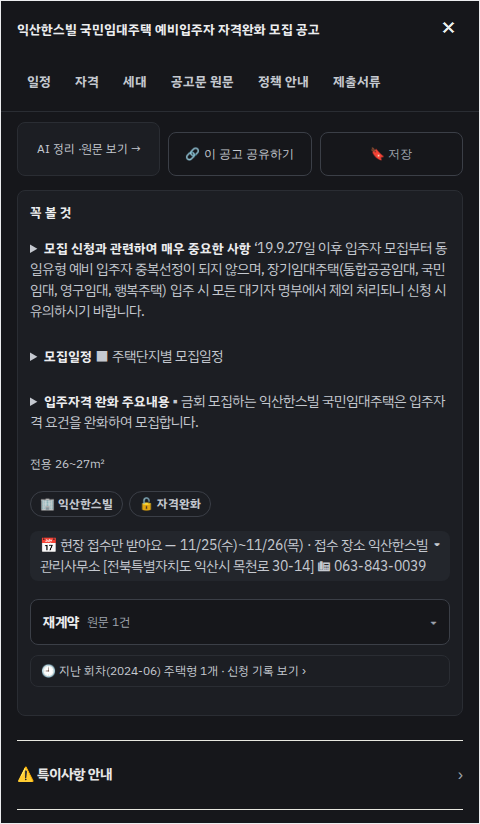 익산한스빌 국민임대주택 예비입주자 자격완화 모집 공고 ✕
일정 자격 세대 공고문 원문 정책 안내 제출서류
AI 정리 ·원문 보기 →
🔗 이 공고 공유하기
🔖 저장
꼭 볼 것
▶ 모집 신청과 관련하여 매우 중요한 사항 ‘19.9.27일 이후 입주자 모집부터 동
일유형 예비 입주자 중복선정이 되지 않으며, 장기임대주택(통합공공임대, 국민
임대, 영구임대, 행복주택) 입주 시 모든 대기자 명부에서 제외 처리되니 신청 시
유의하시기 바랍니다.
▶ 모집일정 ■ 주택단지별 모집일정
▶ 입주자격 완화 주요내용 ▪ 금회 모집하는 익산한스빌 국민임대주택은 입주자
격 요건을 완화하여 모집합니다.
전용 26~27m²
🏢 익산한스빌
🔓 자격완화
📅 현장 접수만 받아요 — 11/25(수)~11/26(목) · 접수 장소 익산한스빌
관리사무소 [전북특별자치도 익산시 목천로 30-14] 📠 063-843-0039
재계약 원문 1건
🕘 지난 회차(2024-06) 주택형 1개 · 신청 기록 보기 ›
⚠️ 특이사항 안내 ›